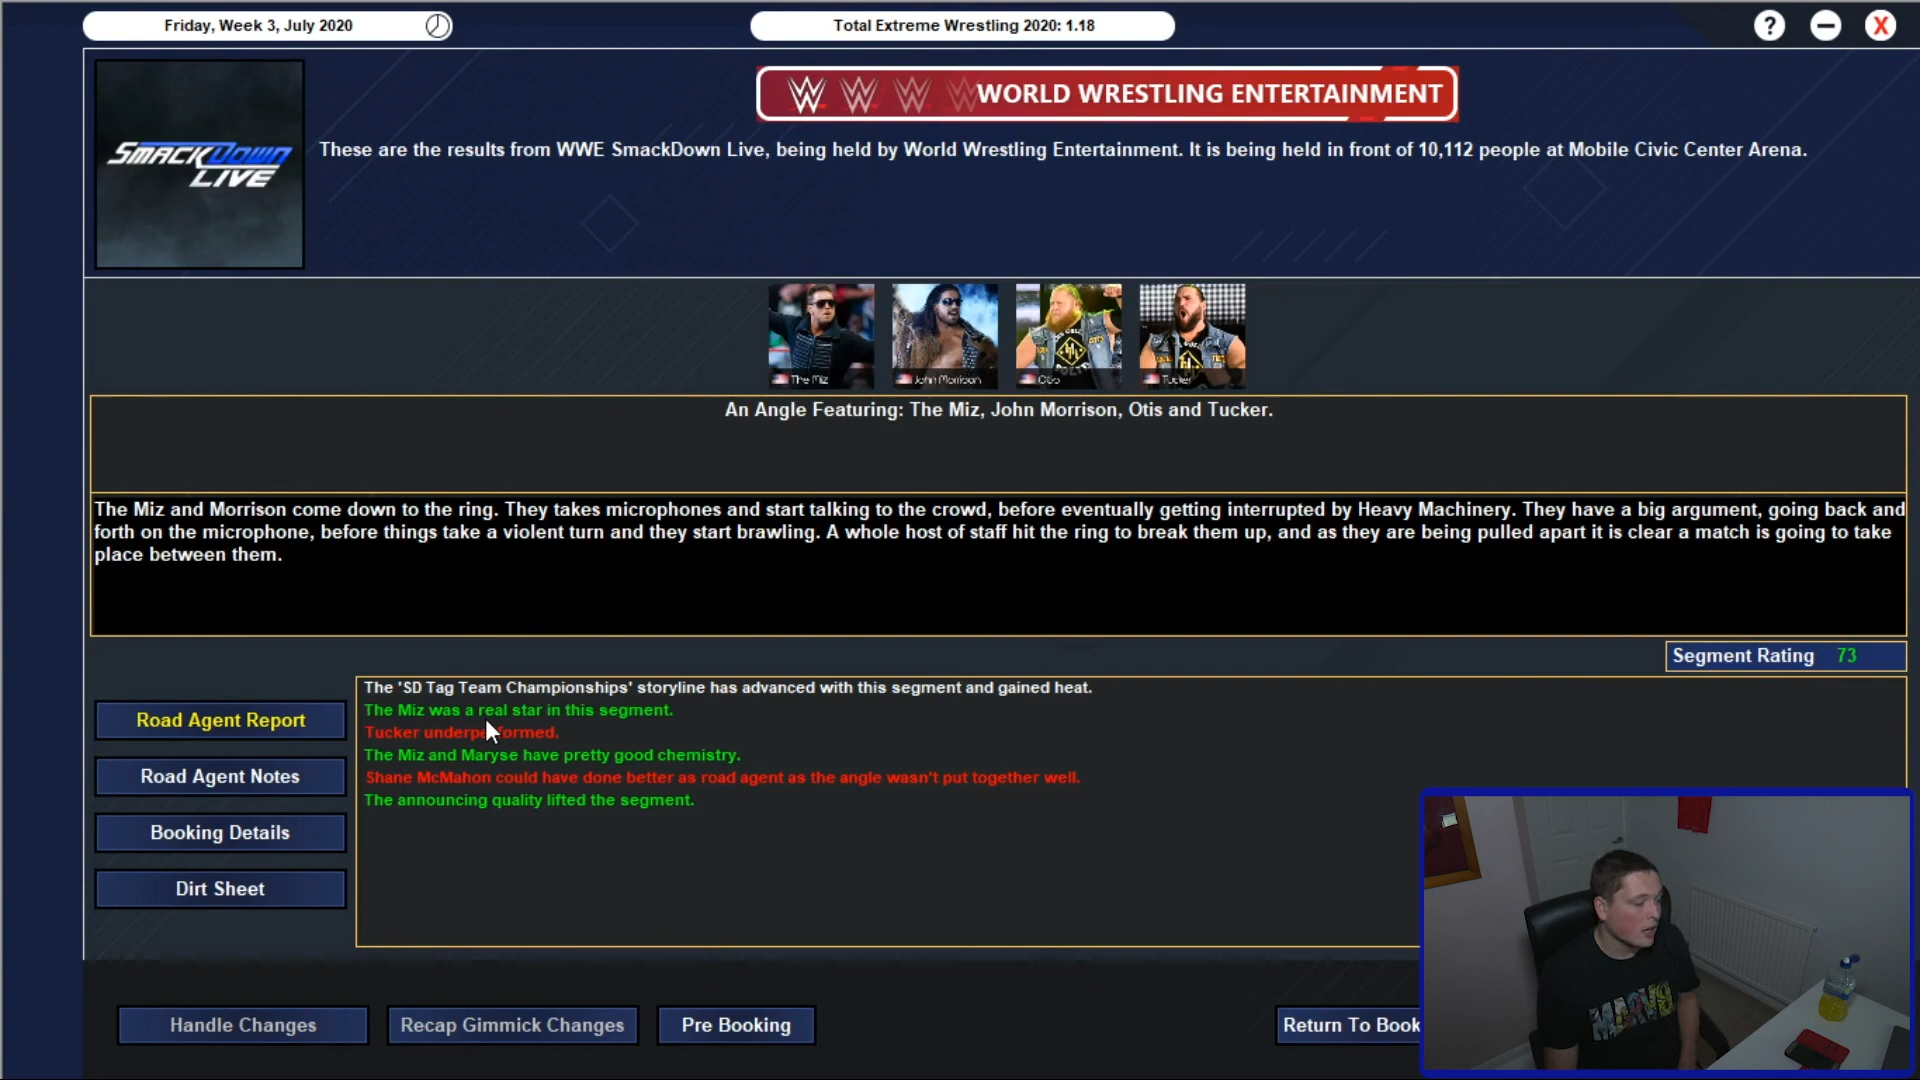 Friday, Week 3, July 2020
Total Extreme Wrestling 2020: 1.18
?
X
WORLD WRESTLING ENTERTAINMENT
SMACKDOWN
LIVE
These are the results from WWE SmackDown Live, being held by World Wrestling Entertainment. It is being held in front of 10,112 people at Mobile Civic Center Arena.
The Miz
John Morrison
Otis
Tucker
An Angle Featuring: The Miz, John Morrison, Otis and Tucker.
The Miz and Morrison come down to the ring. They takes microphones and start talking to the crowd, before eventually getting interrupted by Heavy Machinery. They have a big argument, going back and
forth on the microphone, before things take a violent turn and they start brawling. A whole host of staff hit the ring to break them up, and as they are being pulled apart it is clear a match is going to take
place between them.
Segment Rating 73
Road Agent Report
Road Agent Notes
Booking Details
Dirt Sheet
The 'SD Tag Team Championships' storyline has advanced with this segment and gained heat.
The Miz was a real star in this segment.
Tucker underperformed.
The Miz and Maryse have pretty good chemistry.
Shane McMahon could have done better as road agent as the angle wasn't put together well.
The announcing quality lifted the segment.
Handle Changes
Recap Gimmick Changes
Pre Booking
Return To Book
MARVEL